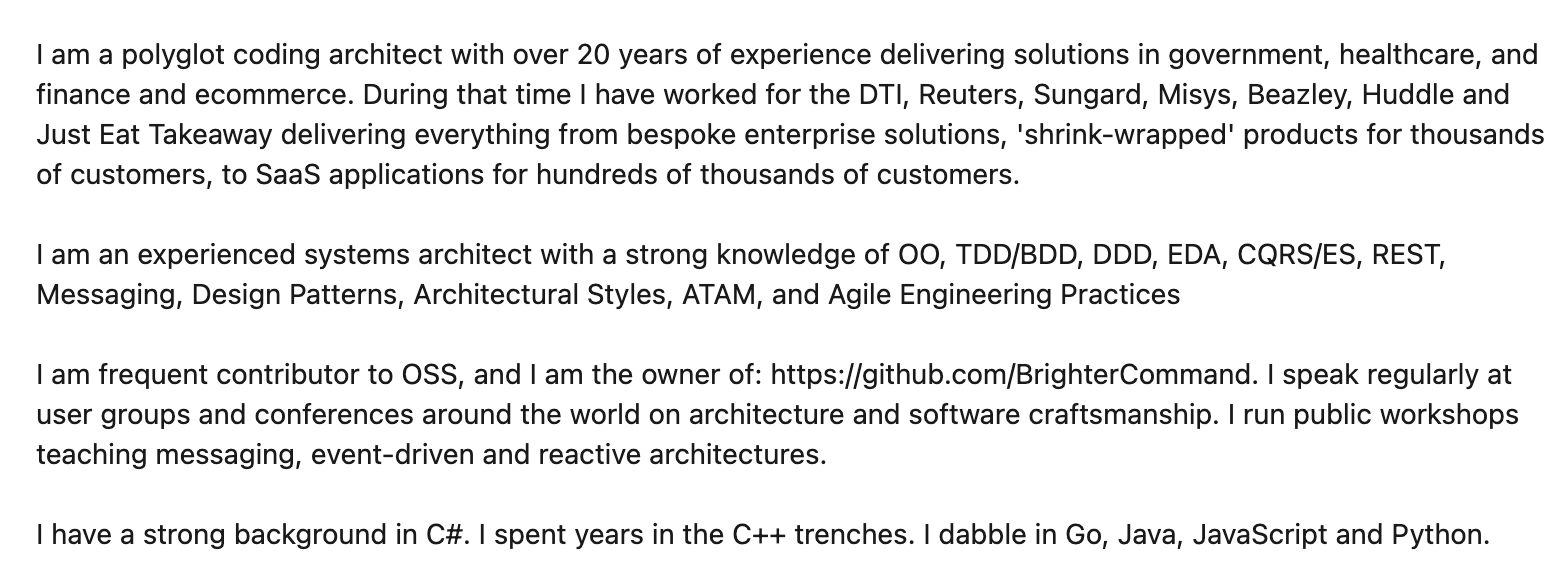 I am a polyglot coding architect with over 20 years of experience delivering solutions in government, healthcare, and
finance and ecommerce. During that time I have worked for the DTI, Reuters, Sungard, Misys, Beazley, Huddle and
Just Eat Takeaway delivering everything from bespoke enterprise solutions, 'shrink-wrapped' products for thousands
of customers, to SaaS applications for hundreds of thousands of customers.
I am an experienced systems architect with a strong knowledge of OO, TDD/BDD, DDD, EDA, CQRS/ES, REST,
Messaging, Design Patterns, Architectural Styles, ATAM, and Agile Engineering Practices
I am frequent contributor to OSS, and I am the owner of: https://github.com/BrighterCommand. I speak regularly at
user groups and conferences around the world on architecture and software craftsmanship. I run public workshops
teaching messaging, event-driven and reactive architectures.
I have a strong background in C#. I spent years in the C++ trenches. I dabble in Go, Java, JavaScript and Python.